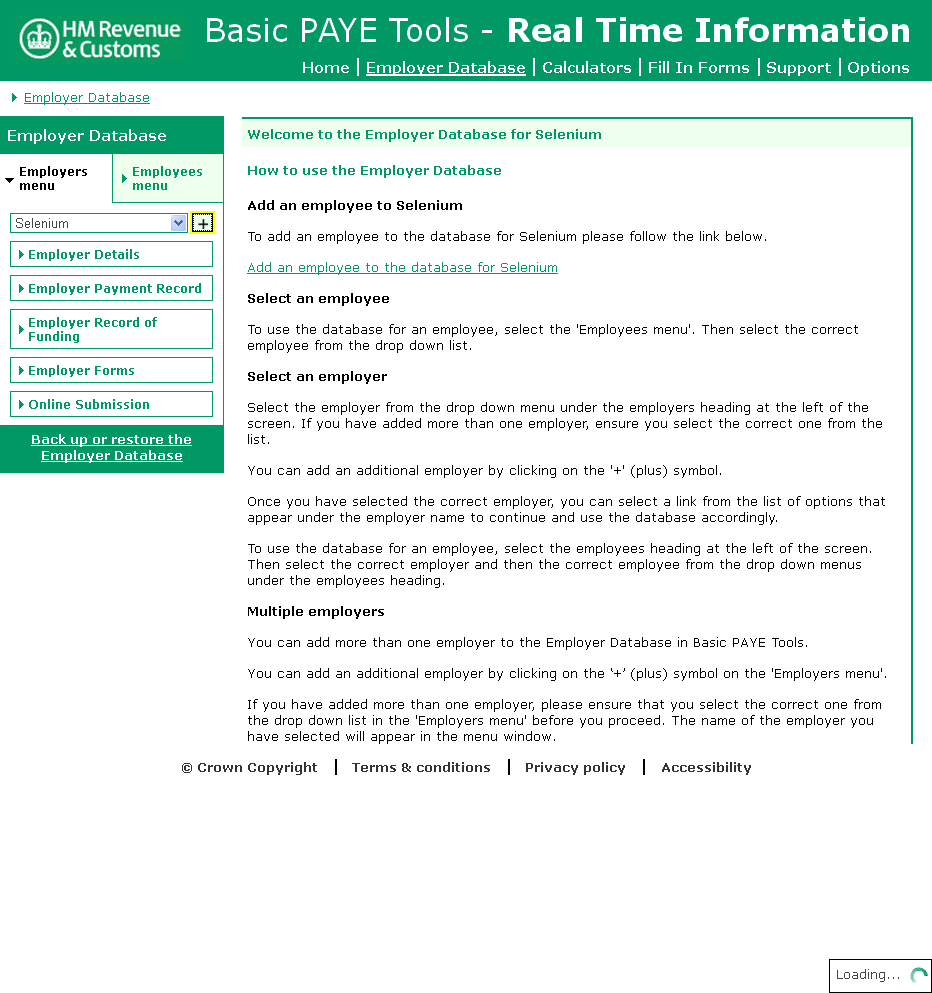 HM Revenue
& Customs
Basic PAYE Tools - Real Time Information
Home | Employer Database | Calculators | Fill In Forms | Support | Options
Employer Database
Employer Database
Employers
menu
Employees
menu
Selenium
+
Employer Details
Employer Payment Record
Employer Record of
Funding
Employer Forms
Online Submission
Back up or restore the
Employer Database
Welcome to the Employer Database for Selenium
How to use the Employer Database
Add an employee to Selenium
To add an employee to the database for Selenium please follow the link below.
Add an employee to the database for Selenium
Select an employee
To use the database for an employee, select the 'Employees menu'. Then select the correct
employee from the drop down list.
Select an employer
Select the employer from the drop down menu under the employers heading at the left of the
screen. If you have added more than one employer, ensure you select the correct one from the
list.
You can add an additional employer by clicking on the '+' (plus) symbol.
Once you have selected the correct employer, you can select a link from the list of options that
appear under the employer name to continue and use the database accordingly.
To use the database for an employee, select the employees heading at the left of the screen.
Then select the correct employer and then the correct employee from the drop down menus
under the employees heading.
Multiple employers
You can add more than one employer to the Employer Database in Basic PAYE Tools.
You can add an additional employer by clicking on the ‘+’ (plus) symbol on the 'Employers menu'.
If you have added more than one employer, please ensure that you select the correct one from
the drop down list in the 'Employers menu' before you proceed. The name of the employer you
have selected will appear in the menu window.
© Crown Copyright | Terms & conditions | Privacy policy | Accessibility
Loading...